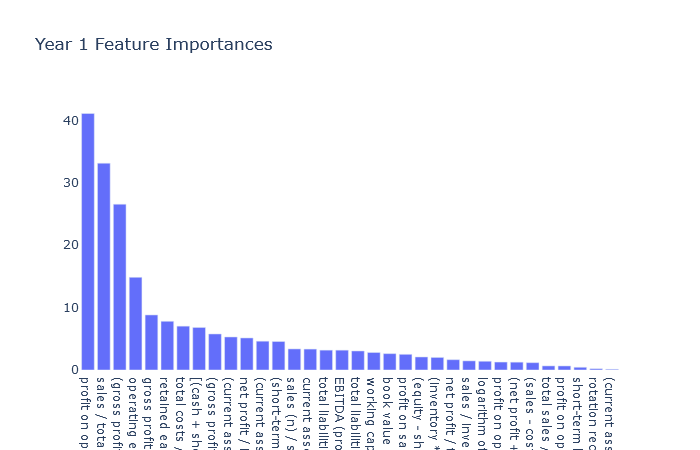 Year 1 Feature Importances
40
30
20
10
0
profit on op
sales / tota
(gross profi
operating e
gross profit
retained ea
total costs /
[(cash + sh
(gross profi
(current ass
net profit /
(current ass
(short-term
sales (n) / s
current asse
total liabiliti
EBITDA (pro
total liabiliti
working cap
book value
profit on sa
(equity - sh
(inventory *
net profit /
sales / inve
logarithm of
profit on op
(net profit +
(sales - cos
total sales /
profit on op
short-term l
rotation rec
(current ass